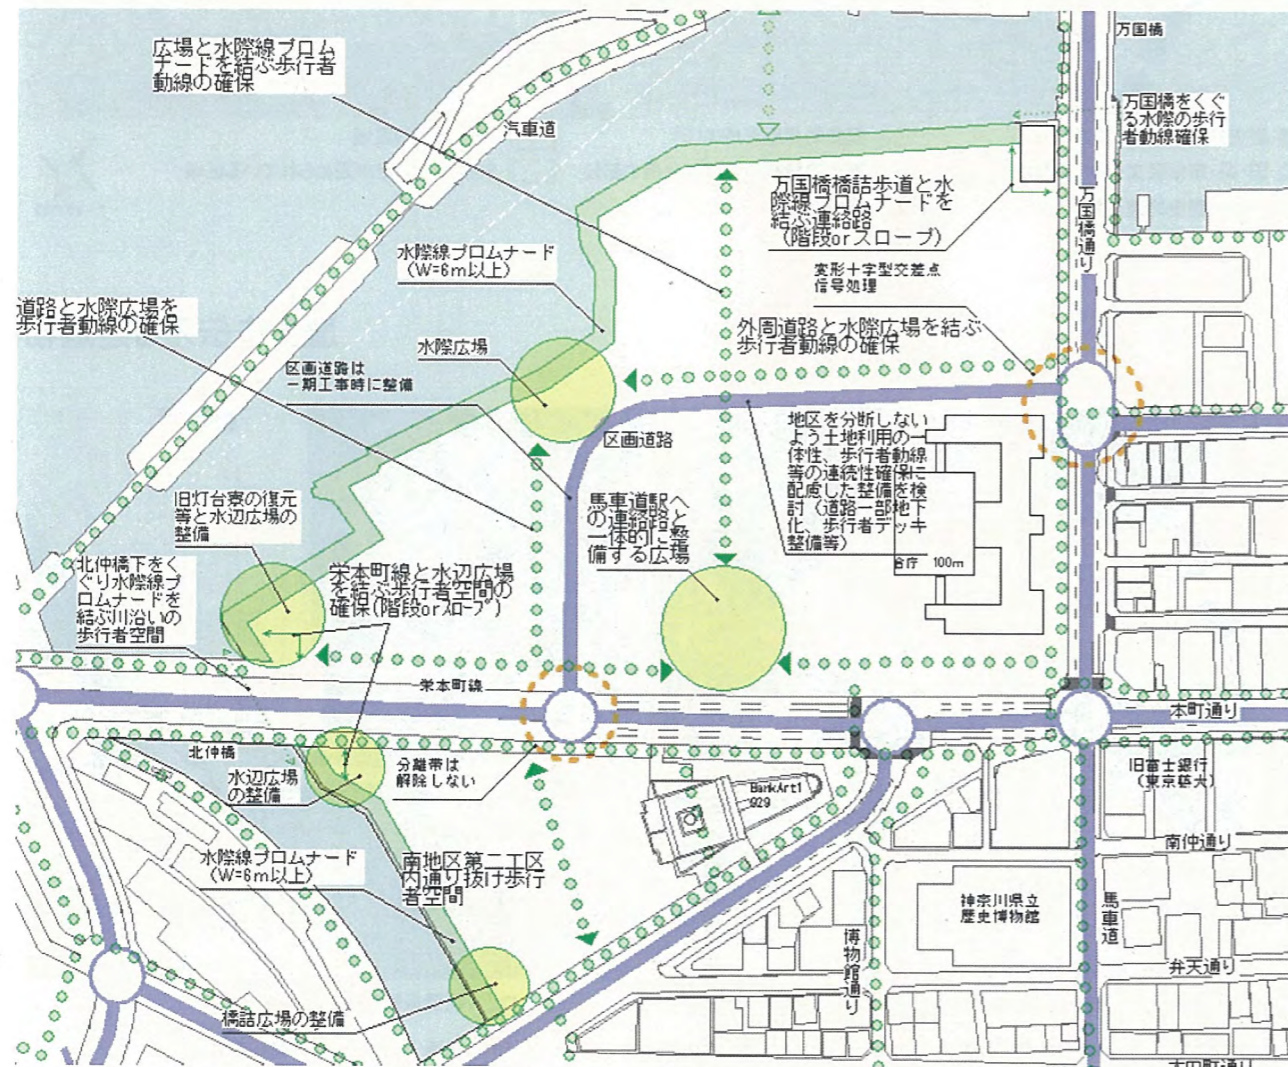 広場と水際線プロム
ナードを結ぶ歩行者
動線の確保
万国橋
汽車道
万国橋をくぐ
る水際の歩行
者動線確保
万国橋橋詰歩道と水
際線プロムナードを
結ぶ連絡路
(階段orスロープ)
万国橋通り
水際線プロムナード
(W=6m以上)
変形十字型交差点
信号処理
道路と水際広場を
歩行者動線の確保
外周道路と水際広場を結ぶ
歩行者動線の確保
水際広場
区画道路は
一期工事時に整備
区画道路
地区を分断しない
よう土地利用の一
体性、歩行者動線
等の連続性確保に
配慮した整備を検
討(道路一部地下
化、歩行者デッキ
整備等)
旧灯台寮の復元
等と水辺広場の
整備
馬車道駅へ
の連絡路と
一体的に整
備する広場
合庁 100m
北仲橋下をく
ぐり水際線プ
ロムナードを
結ぶ川沿いの
歩行者空間
栄本町線と水辺広場
を結ぶ歩行者空間の
確保(階段orスロープ)
栄本町線
本町通り
北仲橋
水辺広場
の整備
分離帯は
解除しない
BankArt1
929
旧富士銀行
(東京藝大)
南仲通り
水際線プロムナード
(W=6m以上)
南地区第二工区
内通り抜け歩行
者空間
神奈川県立
歴史博物館
馬車道
博物館通り
弁天通り
橋詰広場の整備
太田町通り